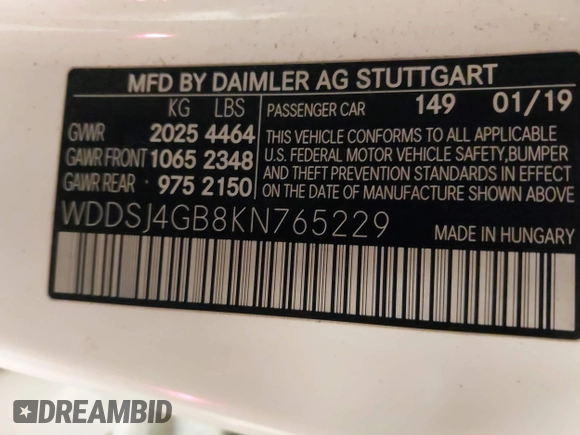 MFD BY DAIMLER AG STUTTGART
KG LBS PASSENGER CAR 149 01/19
GVWR 2025 4464
GAWR FRONT 1065 2348
GAWR REAR 975 2150
THIS VEHICLE CONFORMS TO ALL APPLICABLE
U.S. FEDERAL MOTOR VEHICLE SAFETY, BUMPER
AND THEFT PREVENTION STANDARDS IN EFFECT
ON THE DATE OF MANUFACTURE SHOWN ABOVE
WDDSJ4GB8KN765229 MADE IN HUNGARY
DREAMBID